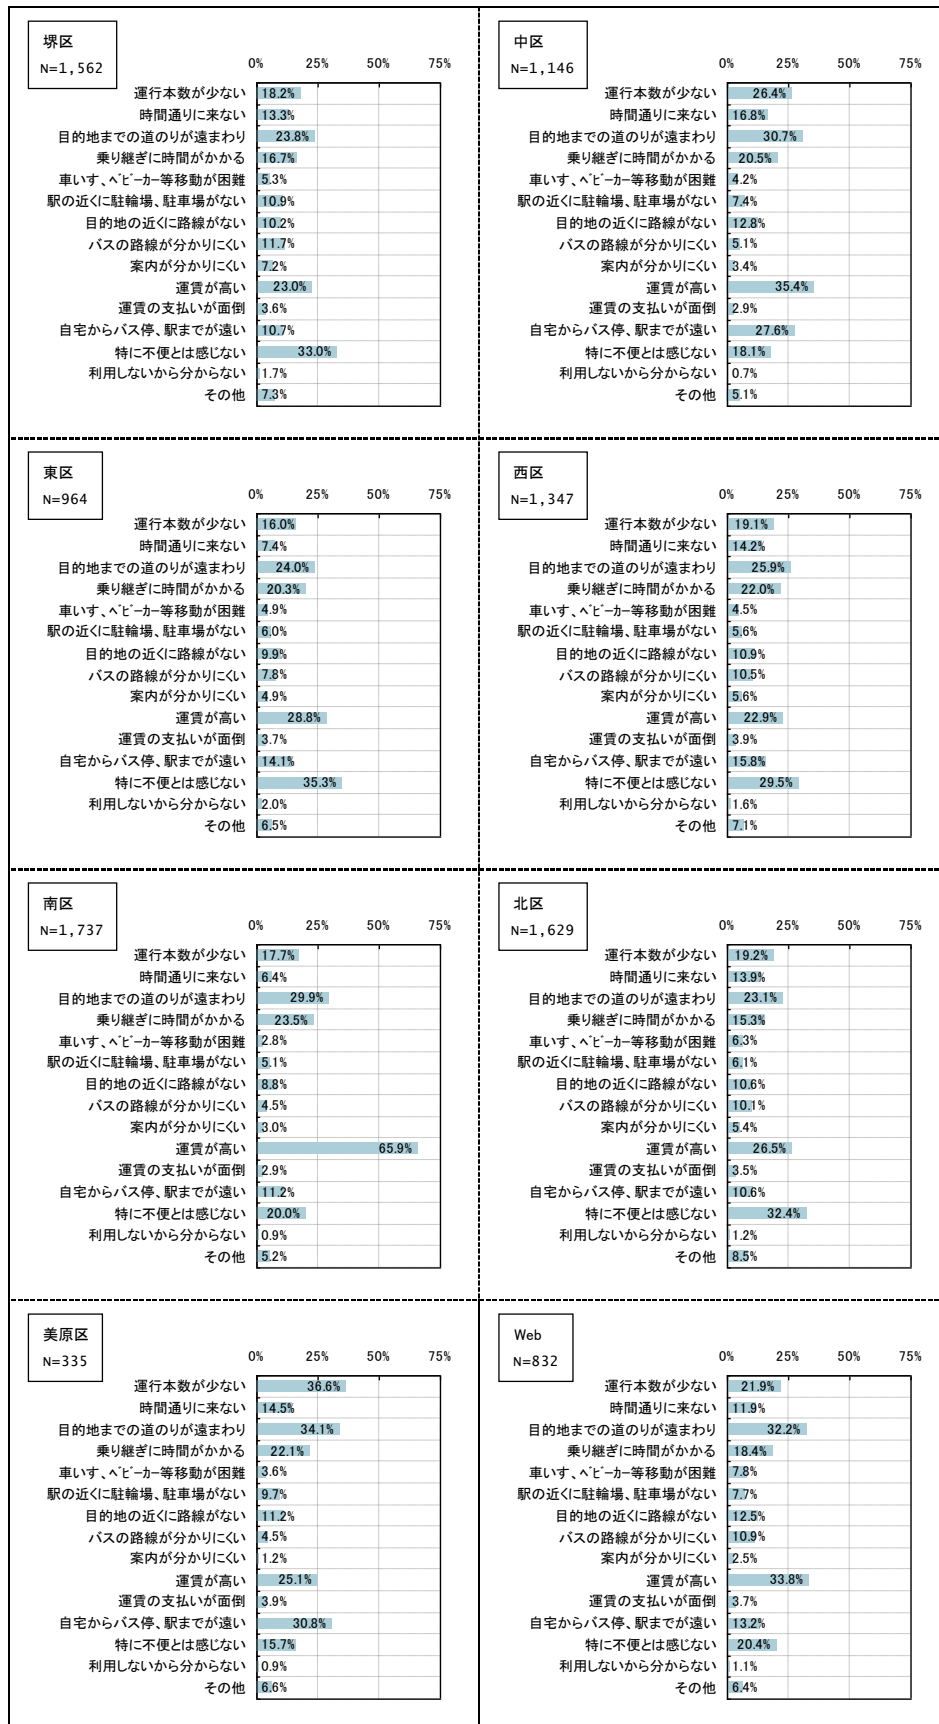 堺区
N=1,562
0% 25% 50% 75%
運行本数が少ない 18.2%
時間通りに来ない 13.3%
目的地までの道のりが遠まわり 23.8%
乗り継ぎに時間がかかる 16.7%
車いす、ベビーカー等移動が困難 5.3%
駅の近くに駐輪場、駐車場がない 10.9%
目的地の近くに路線がない 10.2%
バスの路線が分かりにくい 11.7%
案内が分かりにくい 7.2%
運賃が高い 23.0%
運賃の支払いが面倒 3.6%
自宅からバス停、駅までが遠い 10.7%
特に不便とは感じない 33.0%
利用しないから分からない 1.7%
その他 7.3%
中区
N=1,146
0% 25% 50% 75%
運行本数が少ない 26.4%
時間通りに来ない 16.8%
目的地までの道のりが遠まわり 30.7%
乗り継ぎに時間がかかる 20.5%
車いす、ベビーカー等移動が困難 4.2%
駅の近くに駐輪場、駐車場がない 7.4%
目的地の近くに路線がない 12.8%
バスの路線が分かりにくい 5.1%
案内が分かりにくい 3.4%
運賃が高い 35.4%
運賃の支払いが面倒 2.9%
自宅からバス停、駅までが遠い 27.6%
特に不便とは感じない 18.1%
利用しないから分からない 0.7%
その他 5.1%
東区
N=964
0% 25% 50% 75%
運行本数が少ない 16.0%
時間通りに来ない 7.4%
目的地までの道のりが遠まわり 24.0%
乗り継ぎに時間がかかる 20.3%
車いす、ベビーカー等移動が困難 4.9%
駅の近くに駐輪場、駐車場がない 6.0%
目的地の近くに路線がない 9.9%
バスの路線が分かりにくい 7.8%
案内が分かりにくい 4.9%
運賃が高い 28.8%
運賃の支払いが面倒 3.7%
自宅からバス停、駅までが遠い 14.1%
特に不便とは感じない 35.3%
利用しないから分からない 2.0%
その他 6.5%
西区
N=1,347
0% 25% 50% 75%
運行本数が少ない 19.1%
時間通りに来ない 14.2%
目的地までの道のりが遠まわり 25.9%
乗り継ぎに時間がかかる 22.0%
車いす、ベビーカー等移動が困難 4.5%
駅の近くに駐輪場、駐車場がない 5.6%
目的地の近くに路線がない 10.9%
バスの路線が分かりにくい 10.5%
案内が分かりにくい 5.6%
運賃が高い 22.9%
運賃の支払いが面倒 3.9%
自宅からバス停、駅までが遠い 15.8%
特に不便とは感じない 29.5%
利用しないから分からない 1.6%
その他 7.1%
南区
N=1,737
0% 25% 50% 75%
運行本数が少ない 17.7%
時間通りに来ない 6.4%
目的地までの道のりが遠まわり 29.9%
乗り継ぎに時間がかかる 23.5%
車いす、ベビーカー等移動が困難 2.8%
駅の近くに駐輪場、駐車場がない 5.1%
目的地の近くに路線がない 8.8%
バスの路線が分かりにくい 4.5%
案内が分かりにくい 3.0%
運賃が高い 65.9%
運賃の支払いが面倒 2.9%
自宅からバス停、駅までが遠い 11.2%
特に不便とは感じない 20.0%
利用しないから分からない 0.9%
その他 5.2%
北区
N=1,629
0% 25% 50% 75%
運行本数が少ない 19.2%
時間通りに来ない 13.9%
目的地までの道のりが遠まわり 23.1%
乗り継ぎに時間がかかる 15.3%
車いす、ベビーカー等移動が困難 6.3%
駅の近くに駐輪場、駐車場がない 6.1%
目的地の近くに路線がない 10.6%
バスの路線が分かりにくい 10.1%
案内が分かりにくい 5.4%
運賃が高い 26.5%
運賃の支払いが面倒 3.5%
自宅からバス停、駅までが遠い 10.6%
特に不便とは感じない 32.4%
利用しないから分からない 1.2%
その他 8.5%
美原区
N=335
0% 25% 50% 75%
運行本数が少ない 36.6%
時間通りに来ない 14.5%
目的地までの道のりが遠まわり 34.1%
乗り継ぎに時間がかかる 22.1%
車いす、ベビーカー等移動が困難 3.6%
駅の近くに駐輪場、駐車場がない 9.7%
目的地の近くに路線がない 11.2%
バスの路線が分かりにくい 4.5%
案内が分かりにくい 1.2%
運賃が高い 25.1%
運賃の支払いが面倒 3.9%
自宅からバス停、駅までが遠い 30.8%
特に不便とは感じない 15.7%
利用しないから分からない 0.9%
その他 6.6%
Web
N=832
0% 25% 50% 75%
運行本数が少ない 21.9%
時間通りに来ない 11.9%
目的地までの道のりが遠まわり 32.2%
乗り継ぎに時間がかかる 18.4%
車いす、ベビーカー等移動が困難 7.8%
駅の近くに駐輪場、駐車場がない 7.7%
目的地の近くに路線がない 12.5%
バスの路線が分かりにくい 10.9%
案内が分かりにくい 2.5%
運賃が高い 33.8%
運賃の支払いが面倒 3.7%
自宅からバス停、駅までが遠い 13.2%
特に不便とは感じない 20.4%
利用しないから分からない 1.1%
その他 6.4%